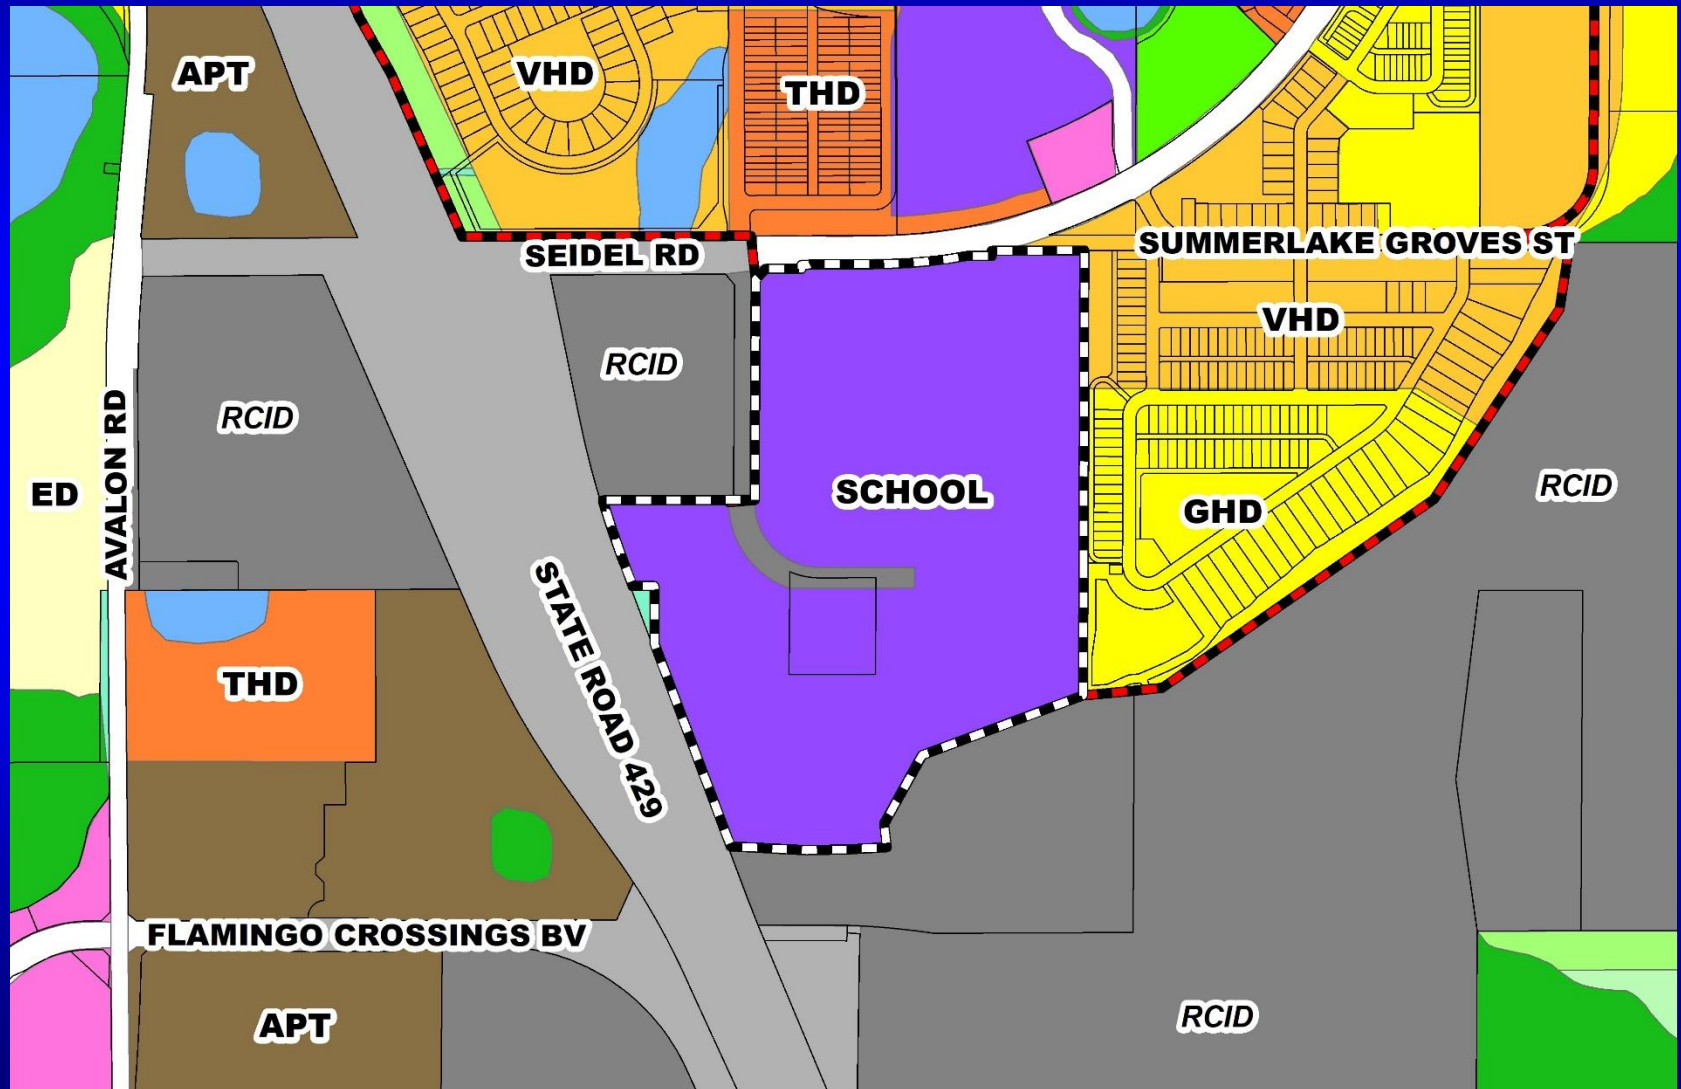 APT
VHD
THD
SEIDEL RD
SUMMERLAKE GROVES ST
VHD
RCID
RCID
AVALON RD
ED
SCHOOL
RCID
GHD
STATE ROAD 429
THD
FLAMINGO CROSSINGS BV
APT
RCID